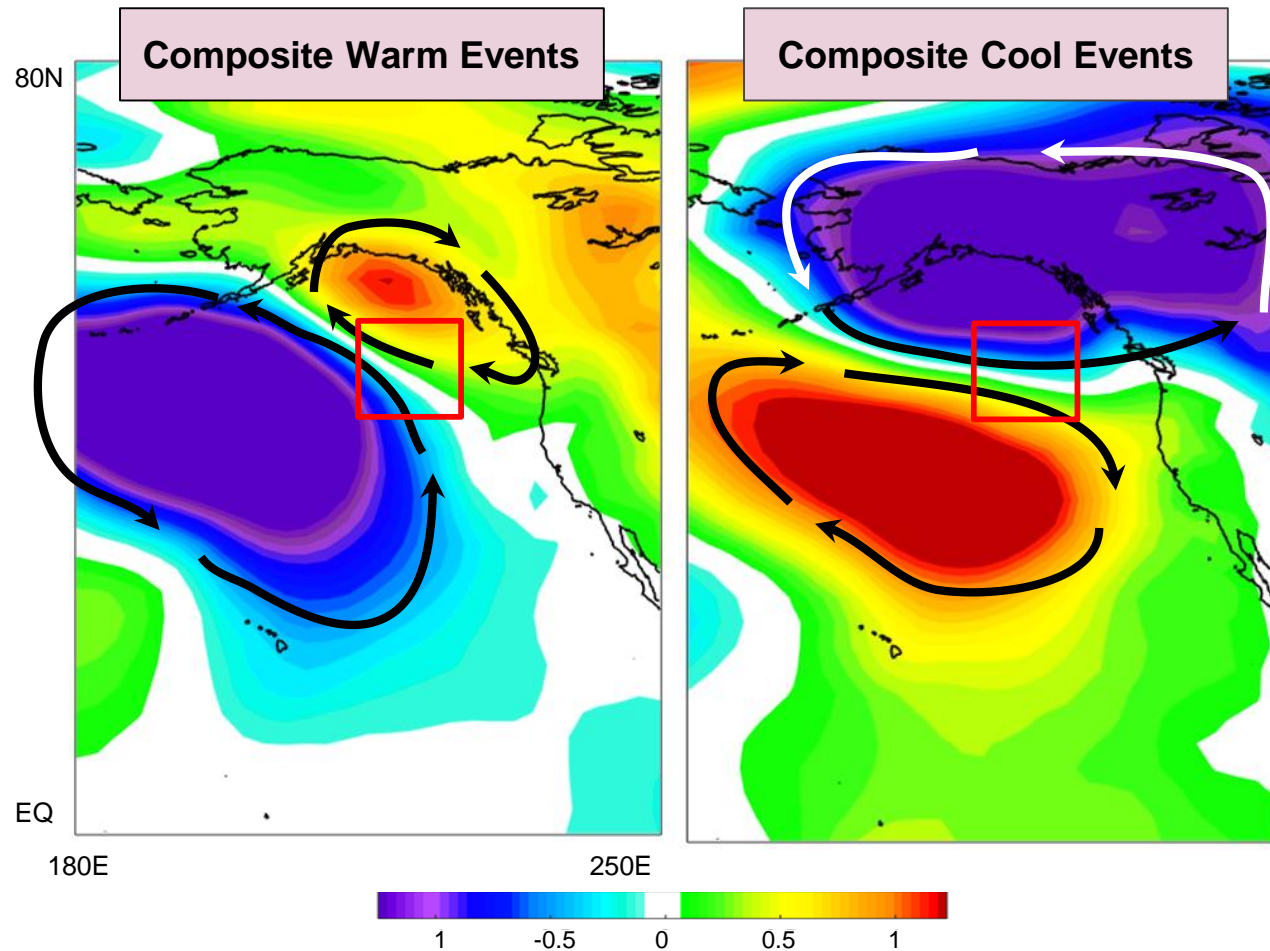 Composite Warm Events
Composite Cool Events
80N
EQ
180E
250E
1
-0.5
0
0.5
1